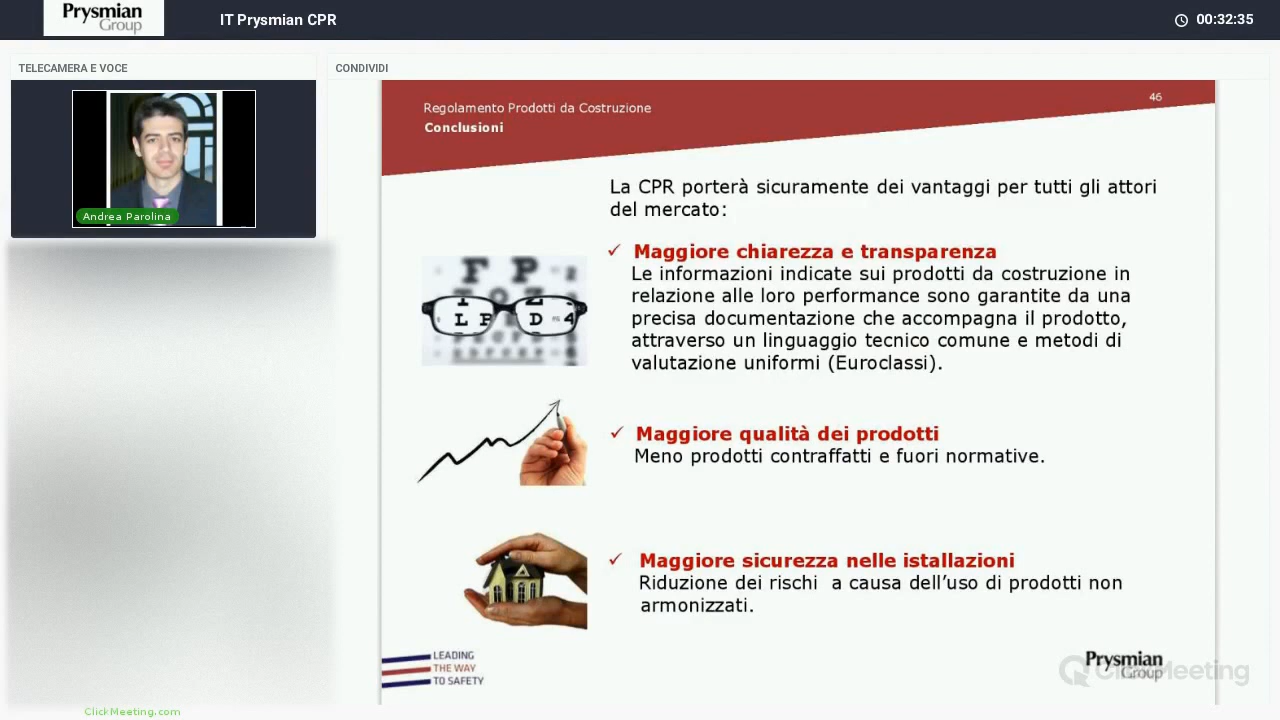 Prysmian
Group
IT Prysmian CPR
00:32:35
TELECAMERA E VOCE
CONDIVIDI
Andrea Parolina
Regolamento Prodotti da Costruzione
Conclusioni
46
La CPR porterà sicuramente dei vantaggi per tutti gli attori
del mercato:
✓ Maggiore chiarezza e transparenza
Le informazioni indicate sui prodotti da costruzione in
relazione alle loro performance sono garantite da una
precisa documentazione che accompagna il prodotto,
attraverso un linguaggio tecnico comune e metodi di
valutazione uniformi (Euroclassi).
✓ Maggiore qualità dei prodotti
Meno prodotti contraffatti e fuori normative.
✓ Maggiore sicurezza nelle istallazioni
Riduzione dei rischi a causa dell'uso di prodotti non
armonizzati.
LEADING
THE WAY
TO SAFETY
Prysmian
Group
ClickMeeting
ClickMeeting.com